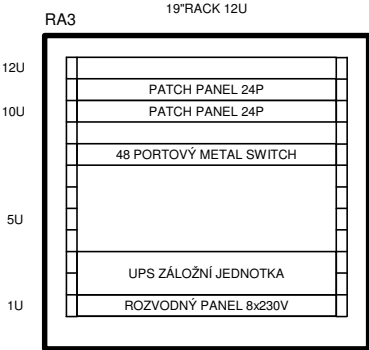 19"RACK 12U
RA3
12U
PATCH PANEL 24P
10U
PATCH PANEL 24P
48 PORTOVÝ METAL SWITCH
5U
UPS ZÁLOŽNÍ JEDNOTKA
1U
ROZVODNÝ PANEL 8x230V